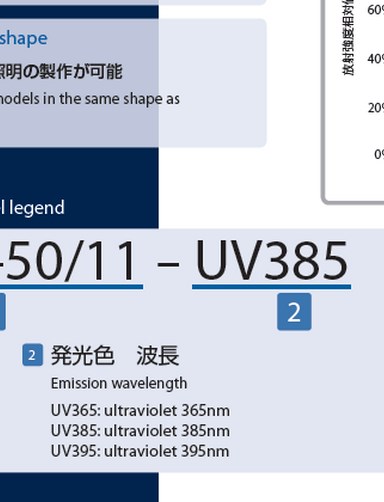 shape
照明の製作が可能
models in the same shape as
放射強度相対値
60%
40%
20%
0%
legend
-50/11 – UV385
2
2 発光色 波長
Emission wavelength
UV365: ultraviolet 365nm
UV385: ultraviolet 385nm
UV395: ultraviolet 395nm